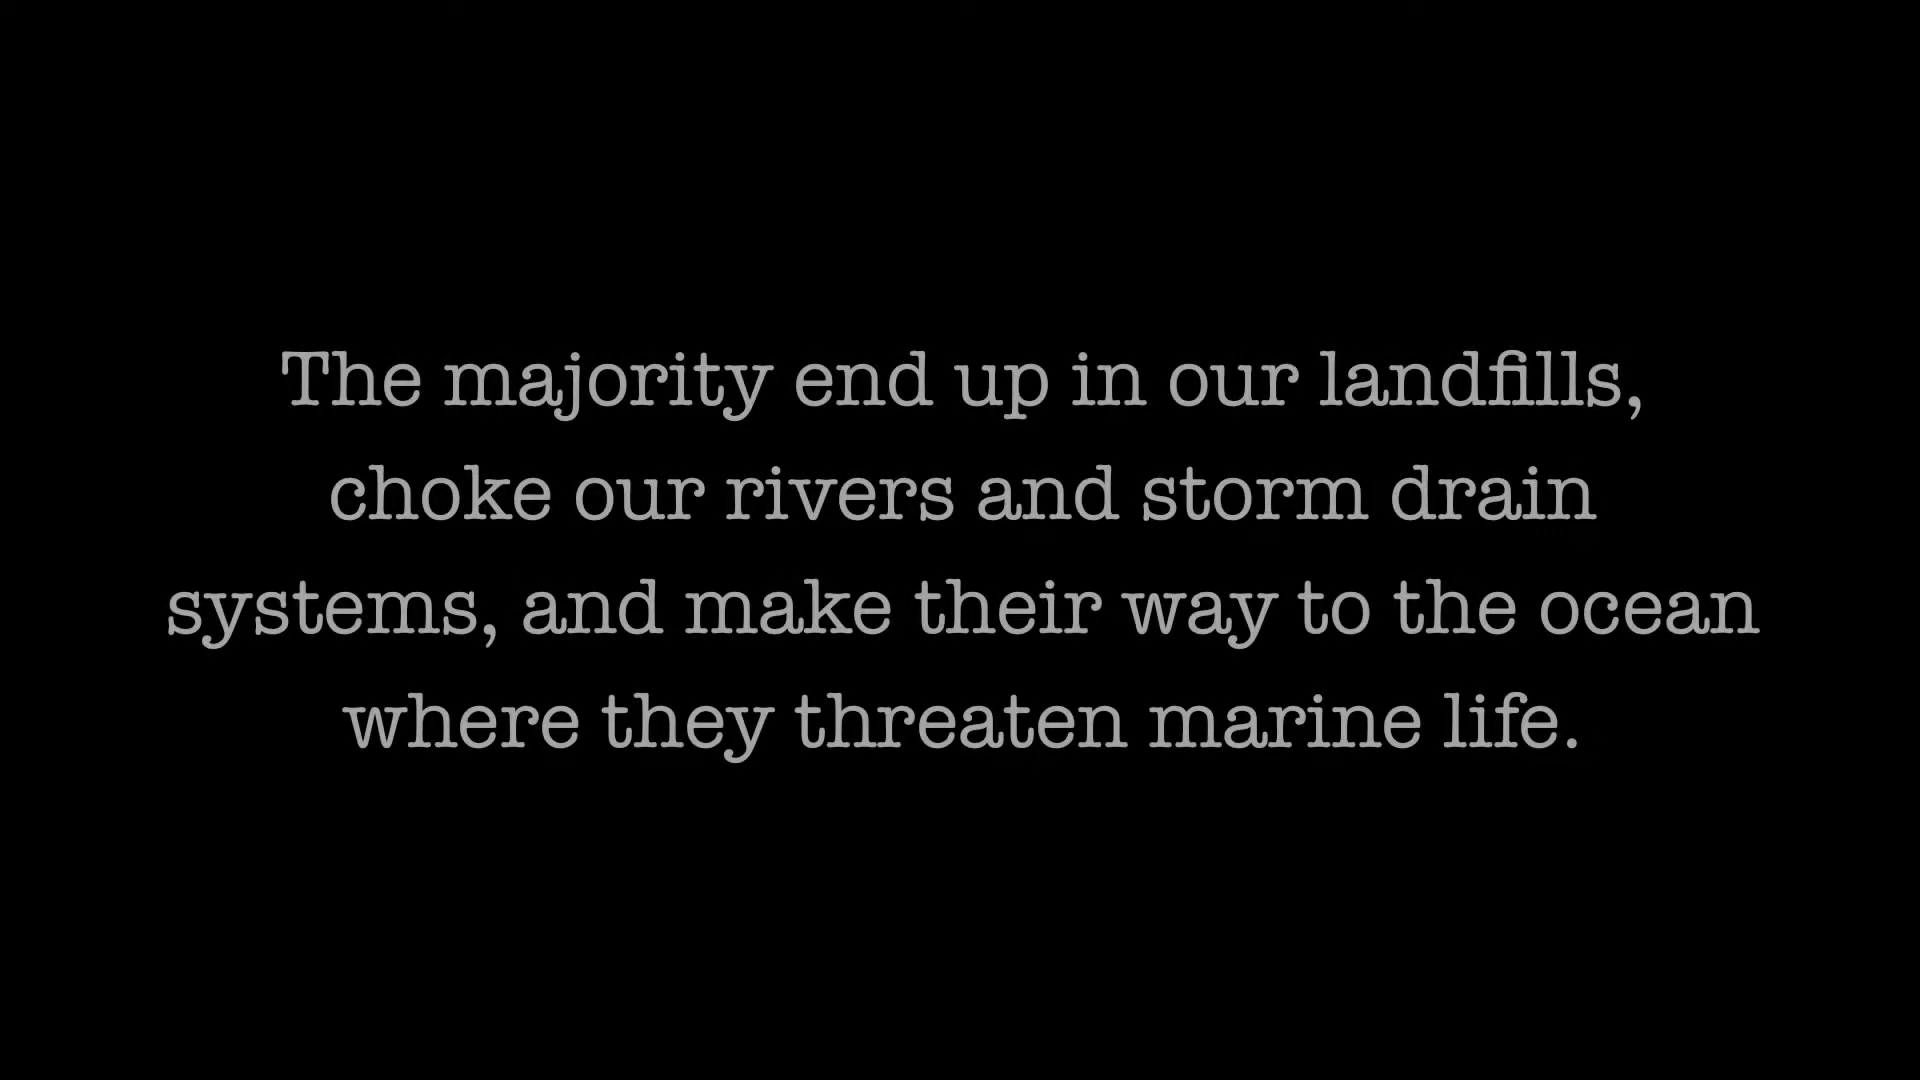 The majority end up in our landfills,
choke our rivers and storm drain
systems, and make their way to the ocean
where they threaten marine life.